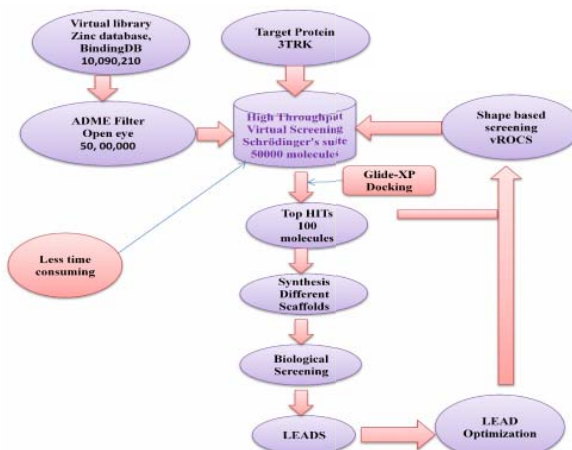 Virtual library
Zinc database,
BindingDB
10,090,210
Target Protein
3TRK
ADME Filter
Open eye
50, 00,000
High Throughput
Virtual Screening
Schrödinger's suite
50000 molecules
Shape based
screening
vROCS
Glide-XP
Docking
Top HITs
100
molecules
Less time
consuming
Synthesis
Different
Scaffolds
Biological
Screening
LEADS
LEAD
Optimization